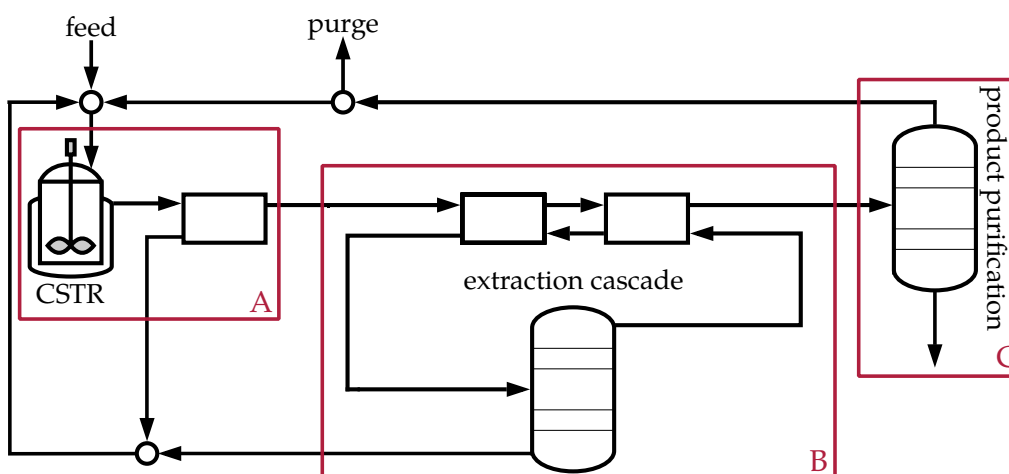 feed
purge
CSTR
A
extraction cascade
B
product purification
C